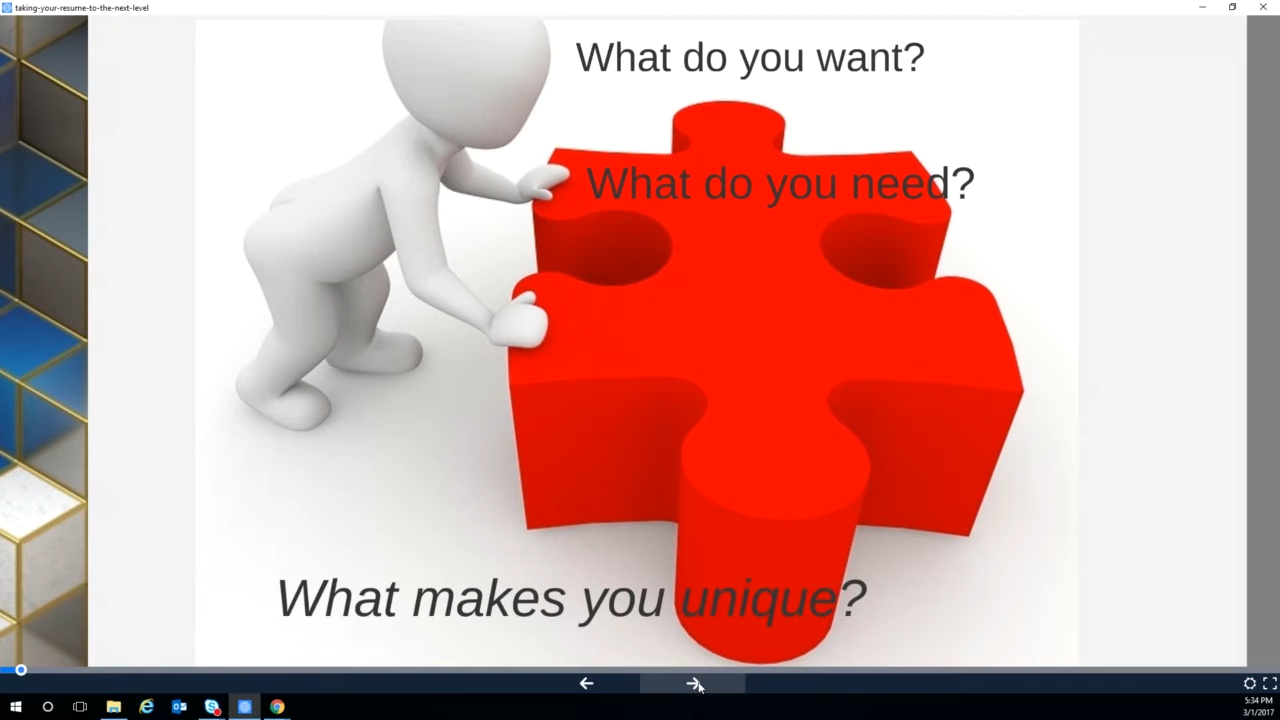 taking-your-resume-to-the-next-level
What do you want?
What do you need?
What makes you unique?
5:34 PM
3/1/2017